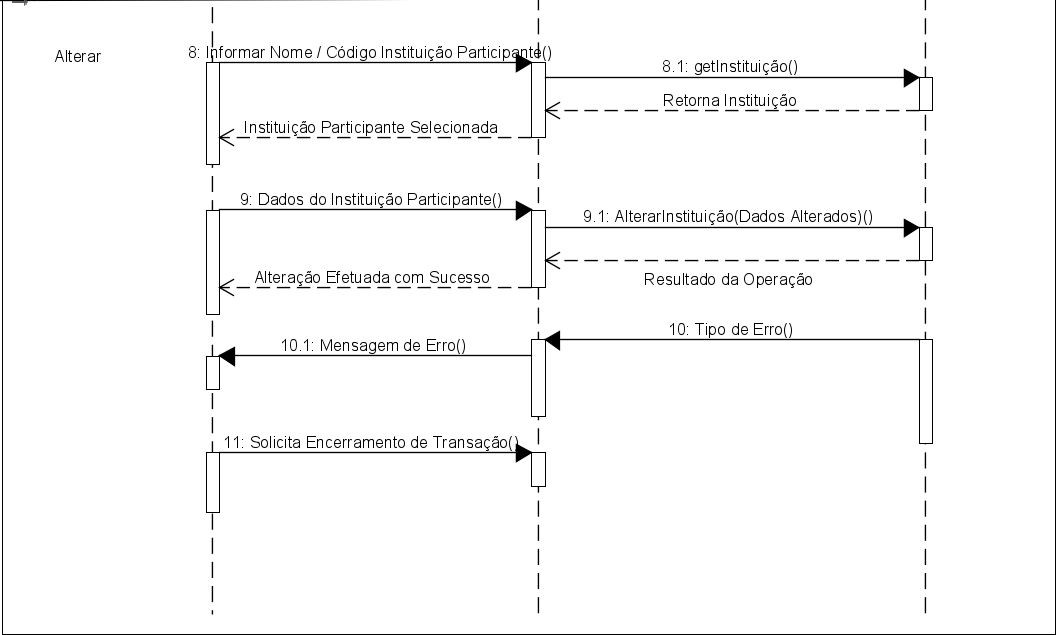 Alterar
8: Informar Nome / Código Instituição Participante()
8.1: getInstituição()
Retorna Instituição
Instituição Participante Selecionada
9: Dados do Instituição Participante()
9.1: AlterarInstituição(Dados Alterados)()
Alteração Efetuada com Sucesso
Resultado da Operação
10: Tipo de Erro()
10.1: Mensagem de Erro()
11: Solicita Encerramento de Transação()